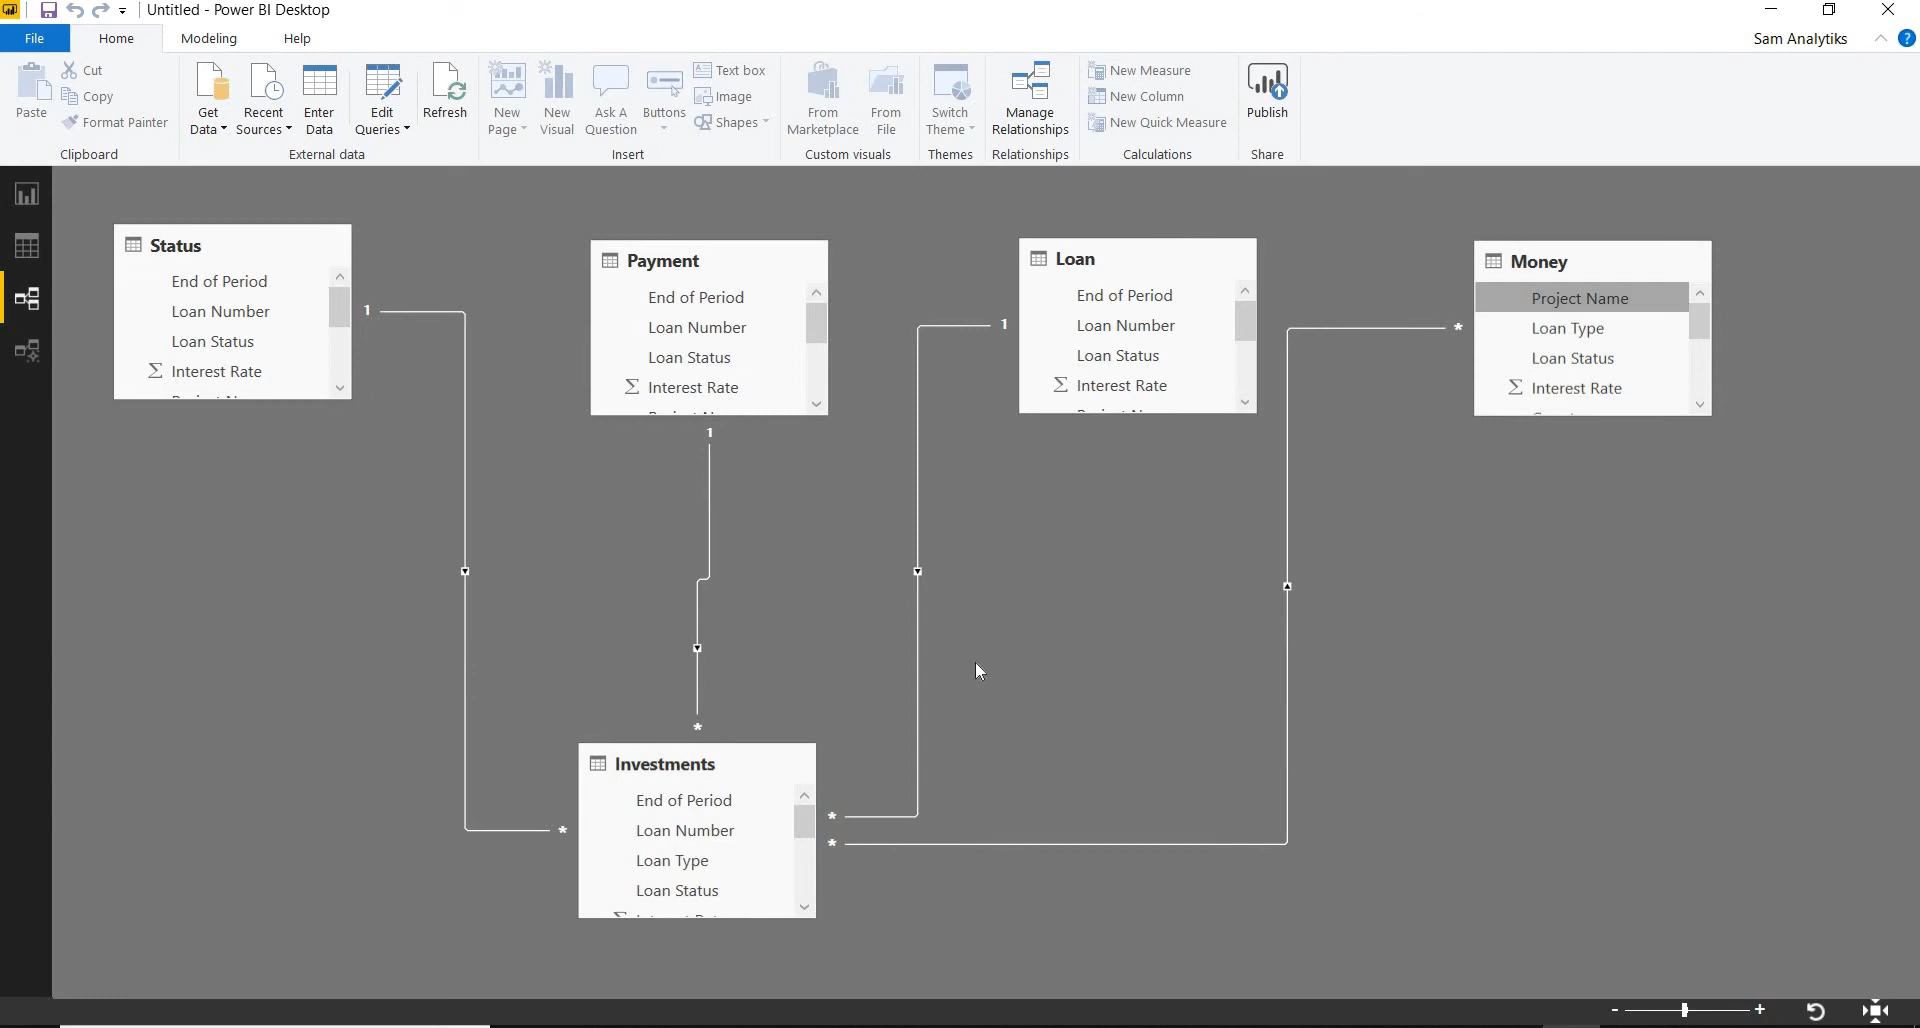 Untitled - Power BI Desktop
File Home Modeling Help Sam Analytiks ?
Paste
Cut
Copy
Format Painter
Clipboard
Get Data
Recent Sources
Enter Data
Edit Queries
Refresh
External data
New Page
New Visual
Ask A Question
Buttons
Text box
Image
Shapes
Insert
From Marketplace
From File
Custom visuals
Switch Theme
Themes
Manage Relationships
Relationships
New Measure
New Column
New Quick Measure
Calculations
Publish
Share
Status
End of Period
Loan Number
Loan Status
Σ Interest Rate
1
Payment
End of Period
Loan Number
Loan Status
Σ Interest Rate
1
*
Loan
End of Period
Loan Number
Loan Status
Σ Interest Rate
1
Money
Project Name
Loan Type
Loan Status
Σ Interest Rate
*
Investments
End of Period
Loan Number
Loan Type
Loan Status
*
*
*
- +